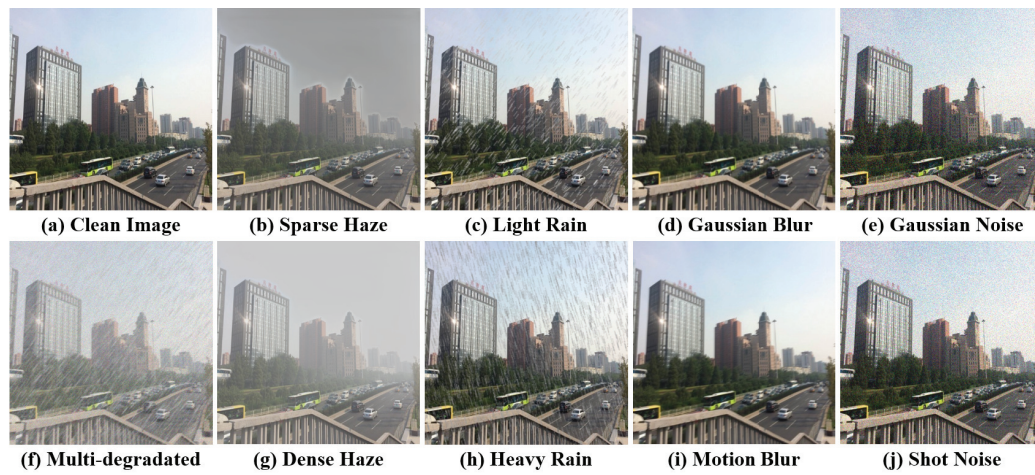 (a) Clean Image
(b) Sparse Haze
(c) Light Rain
(d) Gaussian Blur
(e) Gaussian Noise
(f) Multi-degradated
(g) Dense Haze
(h) Heavy Rain
(i) Motion Blur
(j) Shot Noise